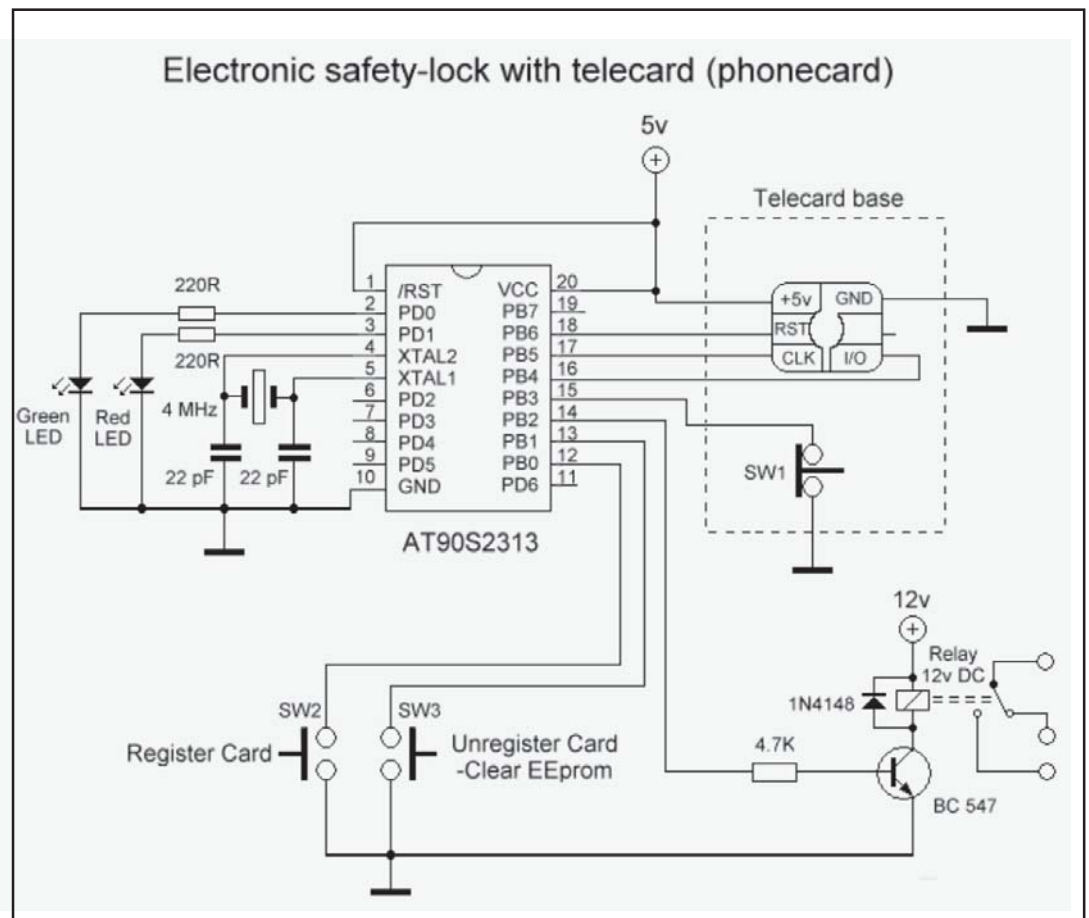 Electronic safety-lock with telecard (phonecard)
5v
Telecard base
220R
220R
1
2
3
4
5
6
7
8
9
10
/RST
PD0
PD1
XTAL2
XTAL1
PD2
PD3
PD4
PD5
GND
VCC
PB7
PB6
PB5
PB4
PB3
PB2
PB1
PB0
PD6
20
19
18
17
16
15
14
13
12
11
+5v
GND
RST
CLK
I/O
Green
LED
Red
LED
4 MHz
22 pF
22 pF
AT90S2313
SW1
12v
Relay
12v DC
1N4148
SW2
SW3
Register Card
Unregister Card
-Clear EEprom
4.7K
BC 547